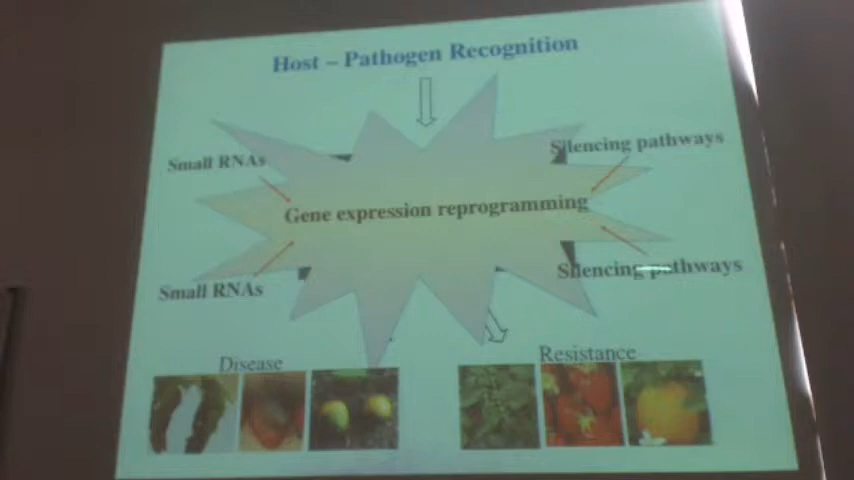 Host – Pathogen Recognition
Small RNAs
Silencing pathways
Gene expression reprogramming
Small RNAs
Silencing pathways
Disease
Resistance